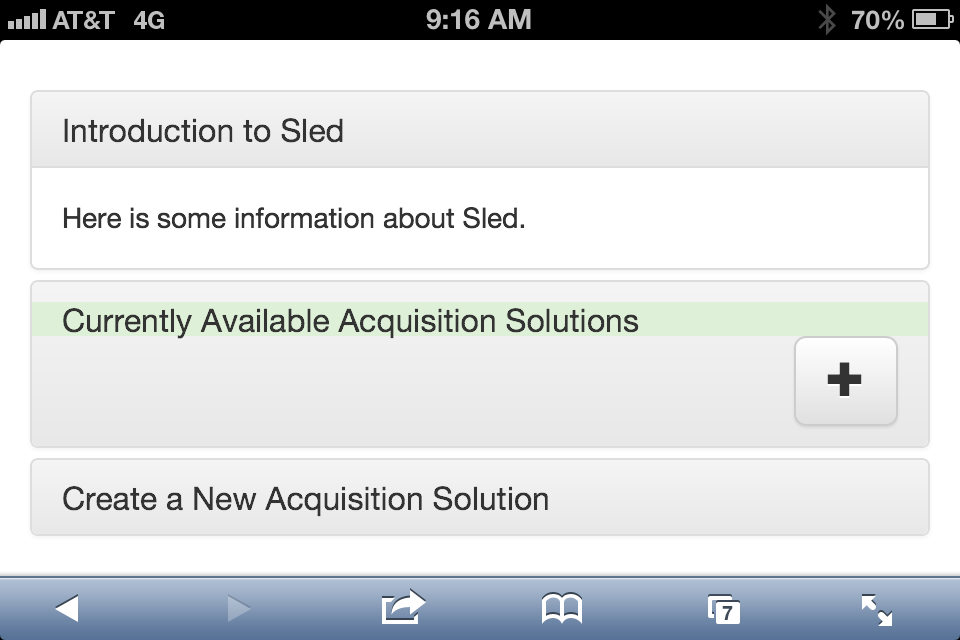 AT&T 4G 9:16 AM 70%
Introduction to Sled
Here is some information about Sled.
Currently Available Acquisition Solutions
Create a New Acquisition Solution
7